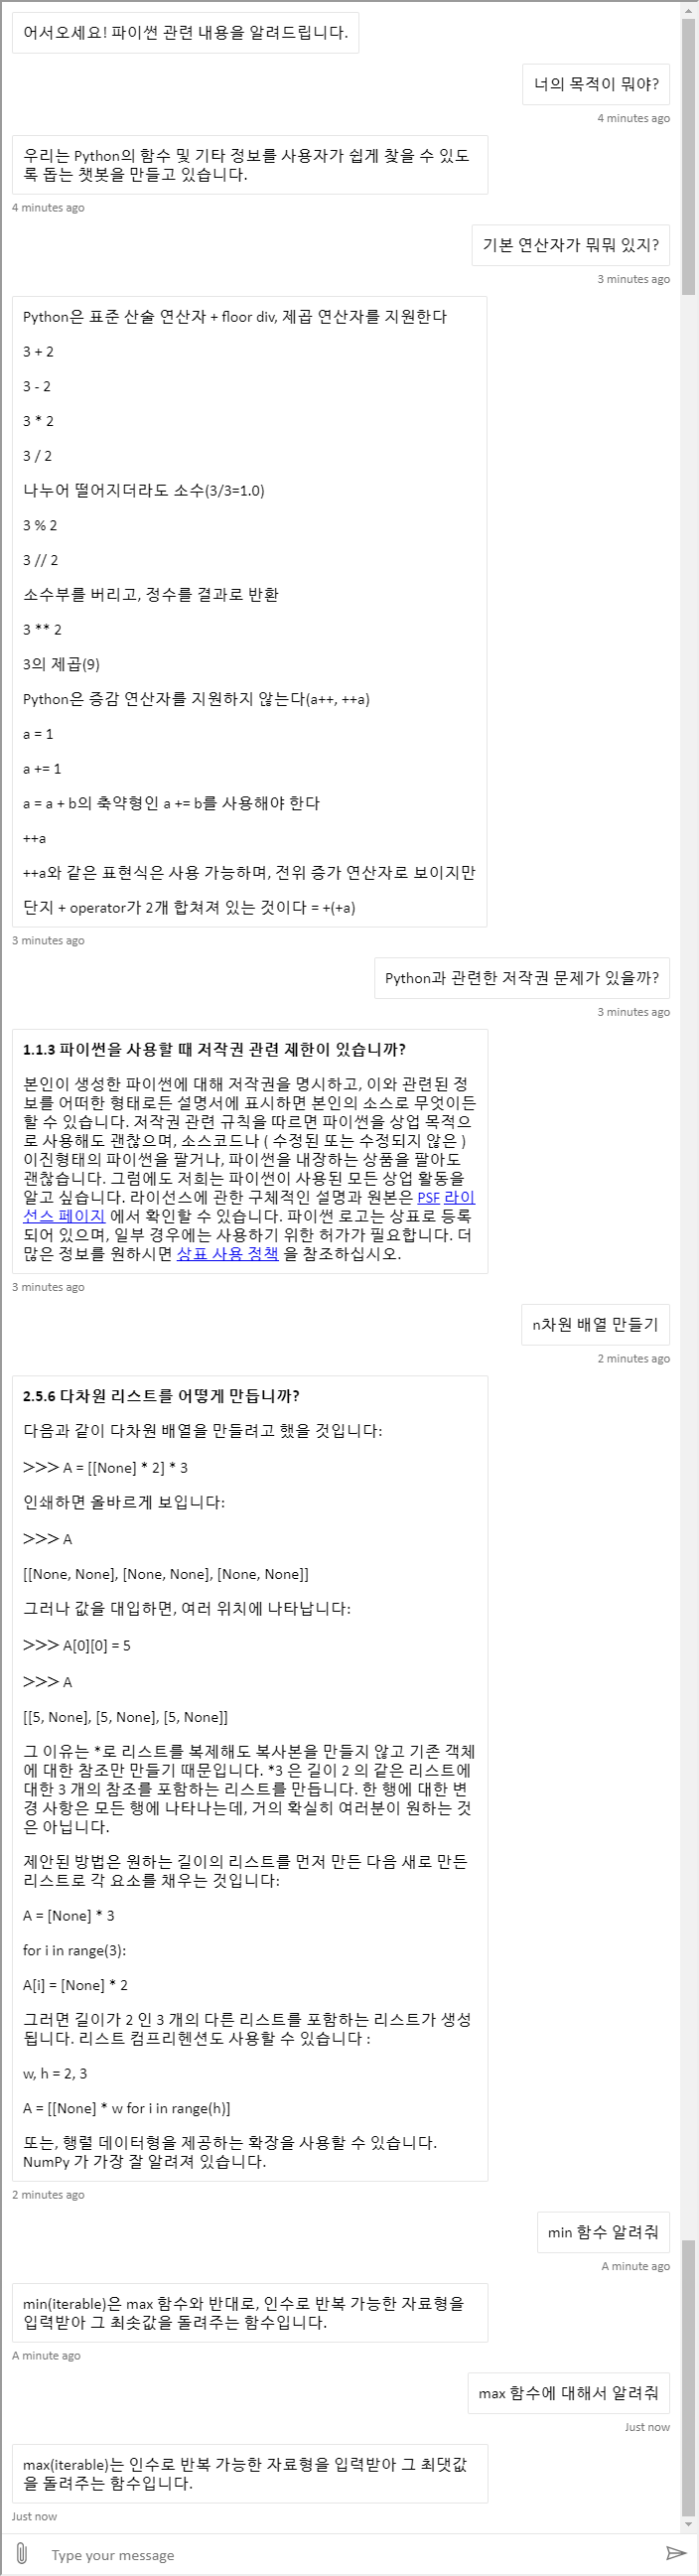 어서오세요! 파이썬 관련 내용을 알려드립니다.
너의 목적이 뭐야?
4 minutes ago
우리는 Python의 함수 및 기타 정보를 사용자가 쉽게 찾을 수 있도
록 돕는 챗봇을 만들고 있습니다.
4 minutes ago
기본 연산자가 뭐뭐 있지?
3 minutes ago
Python은 표준 산술 연산자 + floor div, 제곱 연산자를 지원한다
3 + 2
3 - 2
3 * 2
3 / 2
나누어 떨어지더라도 소수(3/3=1.0)
3 % 2
3 // 2
소수부를 버리고, 정수를 결과로 반환
3 ** 2
3의 제곱(9)
Python은 증감 연산자를 지원하지 않는다(a++, ++a)
a = 1
a += 1
a = a + b의 축약형인 a += b를 사용해야 한다
++a
++a와 같은 표현식은 사용 가능하며, 전위 증가 연산자로 보이지만
단지 + operator가 2개 합쳐져 있는 것이다 = +(+a)
3 minutes ago
Python과 관련한 저작권 문제가 있을까?
3 minutes ago
1.1.3 파이썬을 사용할 때 저작권 관련 제한이 있습니까?
본인이 생성한 파이썬에 대해 저작권을 명시하고, 이와 관련된 정
보를 어떠한 형태로든 설명서에 표시하면 본인의 소스로 무엇이든
할 수 있습니다. 저작권 관련 규칙을 따르면 파이썬을 상업 목적으
로 사용해도 괜찮으며, 소스코드나 ( 수정된 또는 수정되지 않은 )
이진형태의 파이썬을 팔거나, 파이썬을 내장하는 상품을 팔아도
괜찮습니다. 그럼에도 저희는 파이썬이 사용된 모든 상업 활동을
알고 싶습니다. 라이선스에 관한 구체적인 설명과 원본은 PSF 라이
선스 페이지 에서 확인할 수 있습니다. 파이썬 로고는 상표로 등록
되어 있으며, 일부 경우에는 사용하기 위한 허가가 필요합니다. 더
많은 정보를 원하시면 상표 사용 정책 을 참조하십시오.
3 minutes ago
n차원 배열 만들기
2 minutes ago
2.5.6 다차원 리스트를 어떻게 만듭니까?
다음과 같이 다차원 배열을 만들려고 했을 것입니다:
>>> A = [[None] * 2] * 3
인쇄하면 올바르게 보입니다:
>>> A
[[None, None], [None, None], [None, None]]
그러나 값을 대입하면, 여러 위치에 나타납니다:
>>> A[0][0] = 5
>>> A
[[5, None], [5, None], [5, None]]
그 이유는 *로 리스트를 복제해도 복사본을 만들지 않고 기존 객체
에 대한 참조만 만들기 때문입니다. *3 은 길이 2 의 같은 리스트에
대한 3 개의 참조를 포함하는 리스트를 만듭니다. 한 행에 대한 변
경 사항은 모든 행에 나타나는데, 거의 확실히 여러분이 원하는 것
은 아닙니다.
제안된 방법은 원하는 길이의 리스트를 먼저 만든 다음 새로 만든
리스트로 각 요소를 채우는 것입니다:
A = [None] * 3
for i in range(3):
A[i] = [None] * 2
그러면 길이가 2 인 3 개의 다른 리스트를 포함하는 리스트가 생성
됩니다. 리스트 컴프리헨션도 사용할 수 있습니다 :
w, h = 2, 3
A = [[None] * w for i in range(h)]
또는, 행렬 데이터형을 제공하는 확장을 사용할 수 있습니다.
NumPy 가 가장 잘 알려져 있습니다.
2 minutes ago
min 함수 알려줘
A minute ago
min(iterable)은 max 함수와 반대로, 인수로 반복 가능한 자료형을
입력받아 그 최솟값을 돌려주는 함수입니다.
A minute ago
max 함수에 대해서 알려줘
Just now
max(iterable)는 인수로 반복 가능한 자료형을 입력받아 그 최댓값
을 돌려주는 함수입니다.
Just now
Type your message